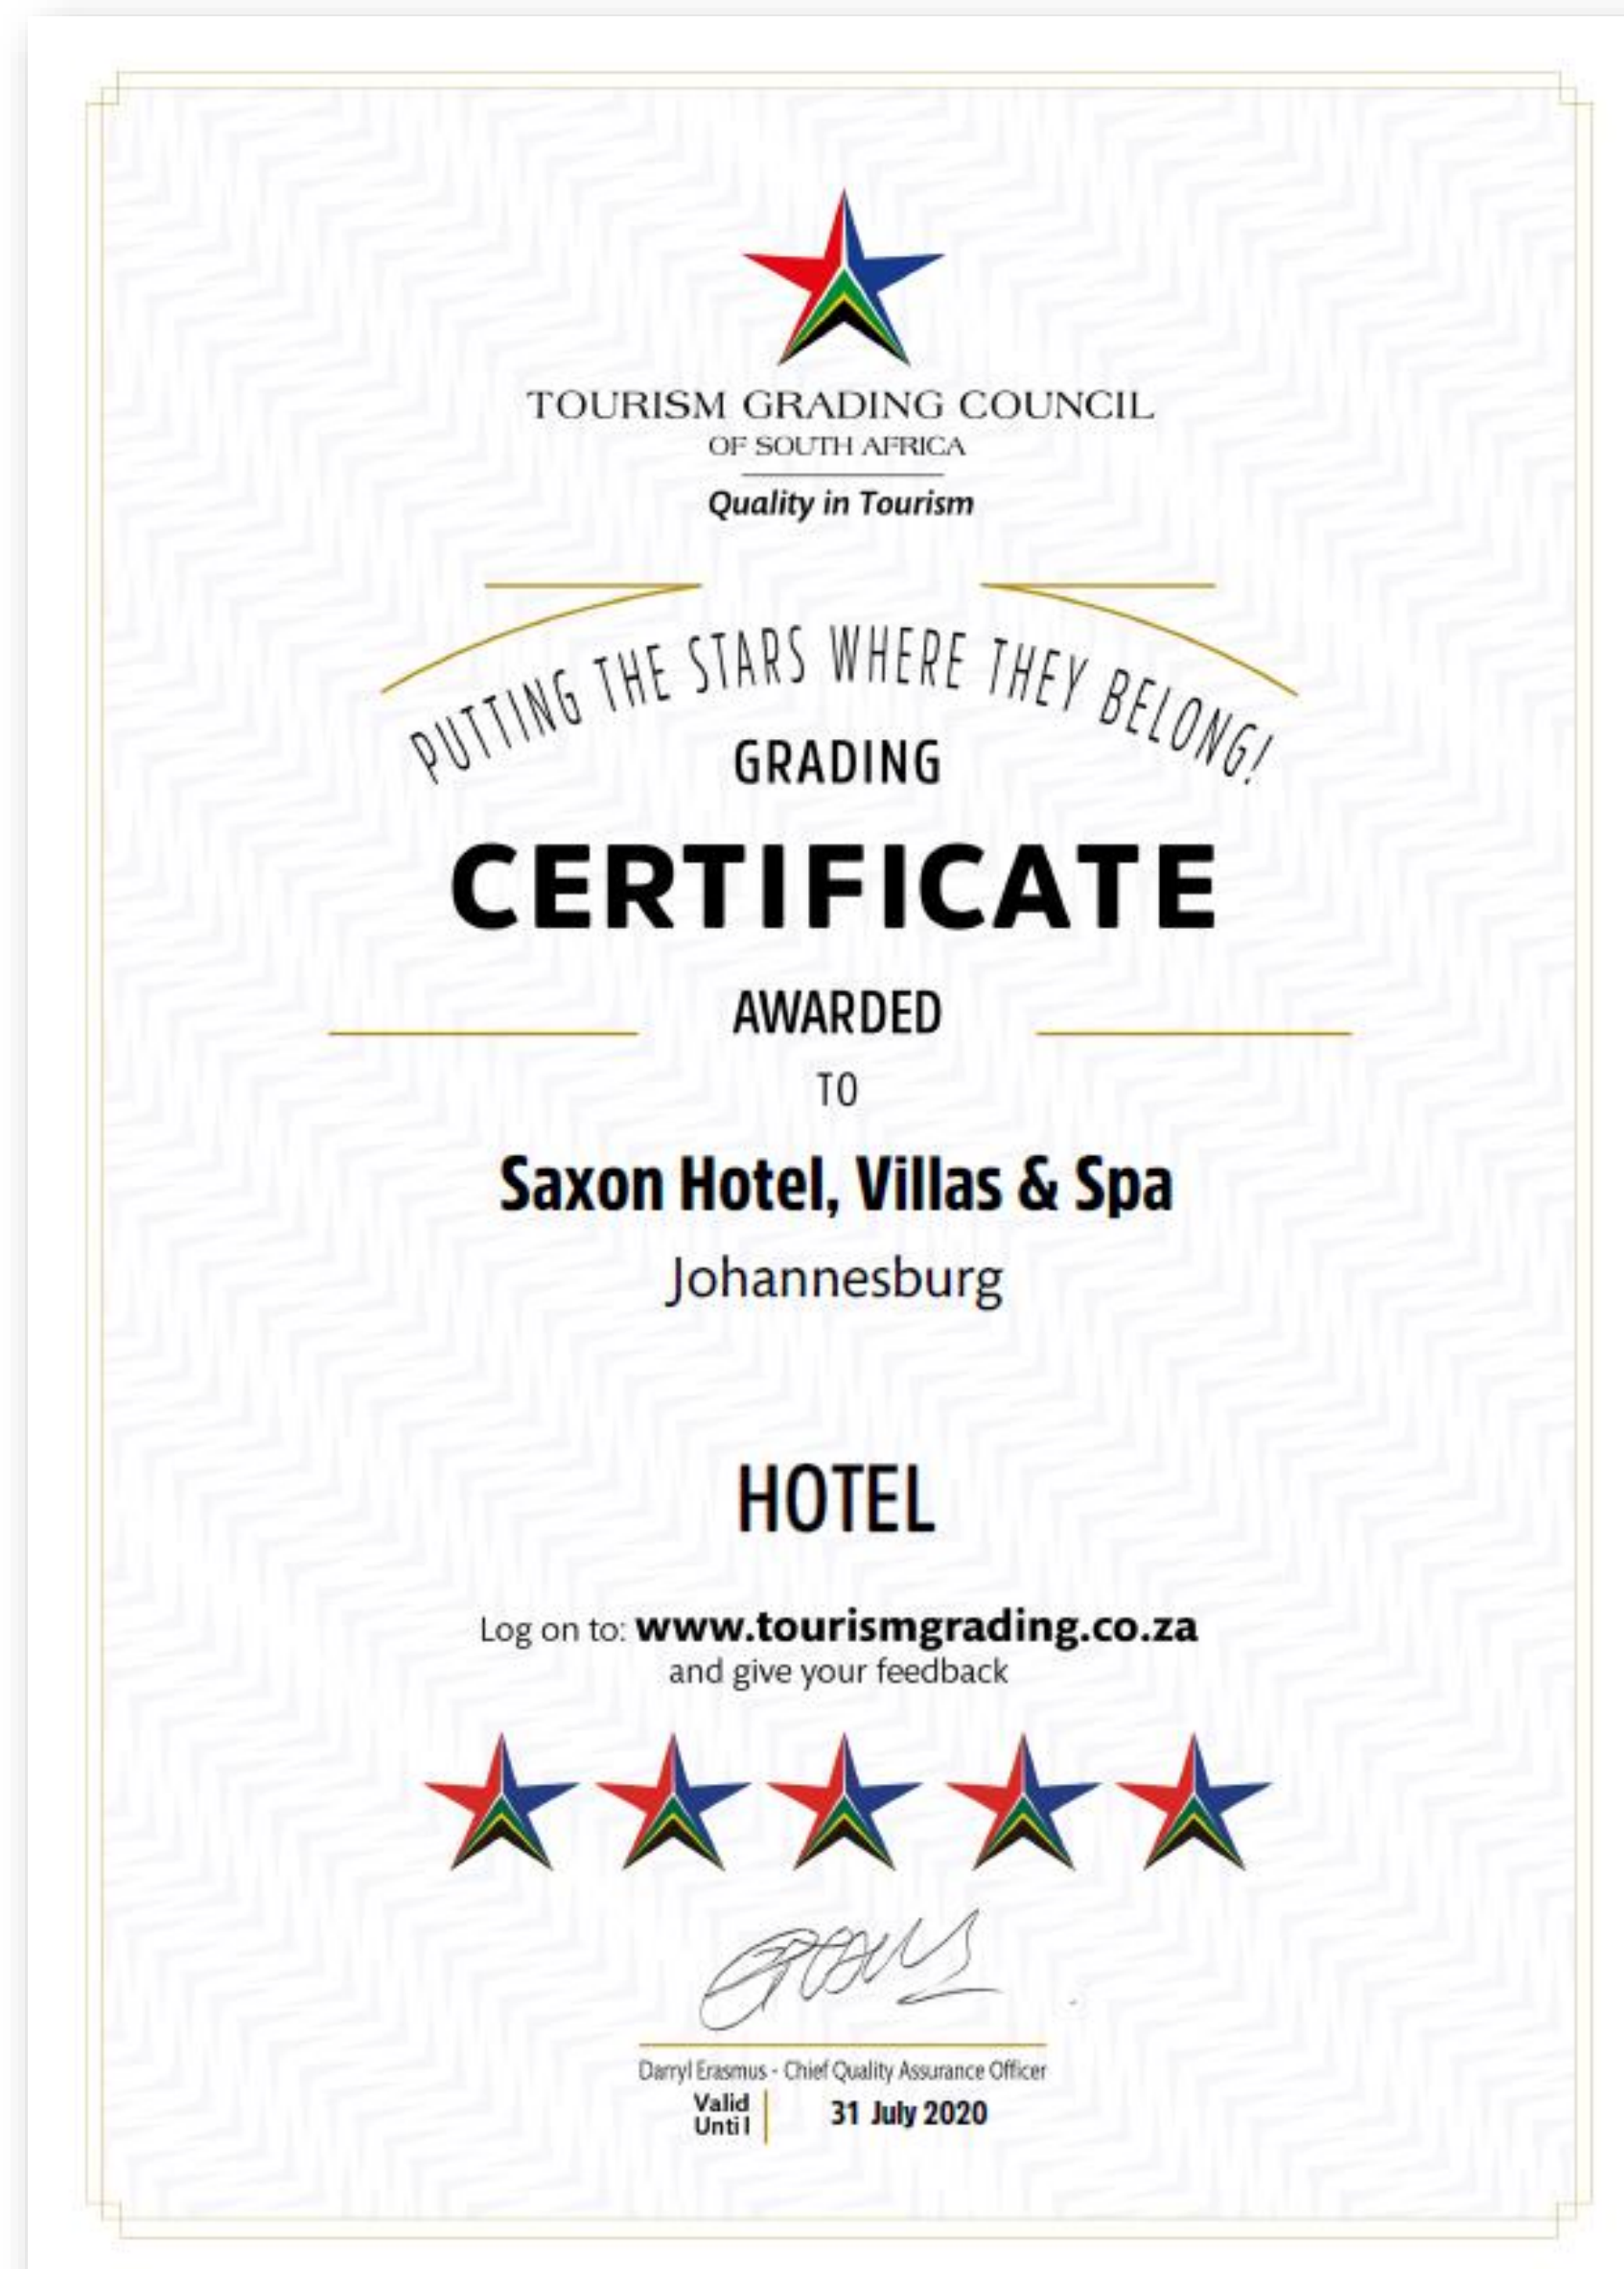 TOURISM GRADING COUNCIL
OF SOUTH AFRICA
Quality in Tourism
PUTTING THE STARS WHERE THEY BELONG!
GRADING
CERTIFICATE
AWARDED
TO
Saxon Hotel, Villas & Spa
Johannesburg
HOTEL
Log on to: www.tourismgrading.co.za
and give your feedback
Darryl Erasmus - Chief Quality Assurance Officer
Valid
Until
31 July 2020